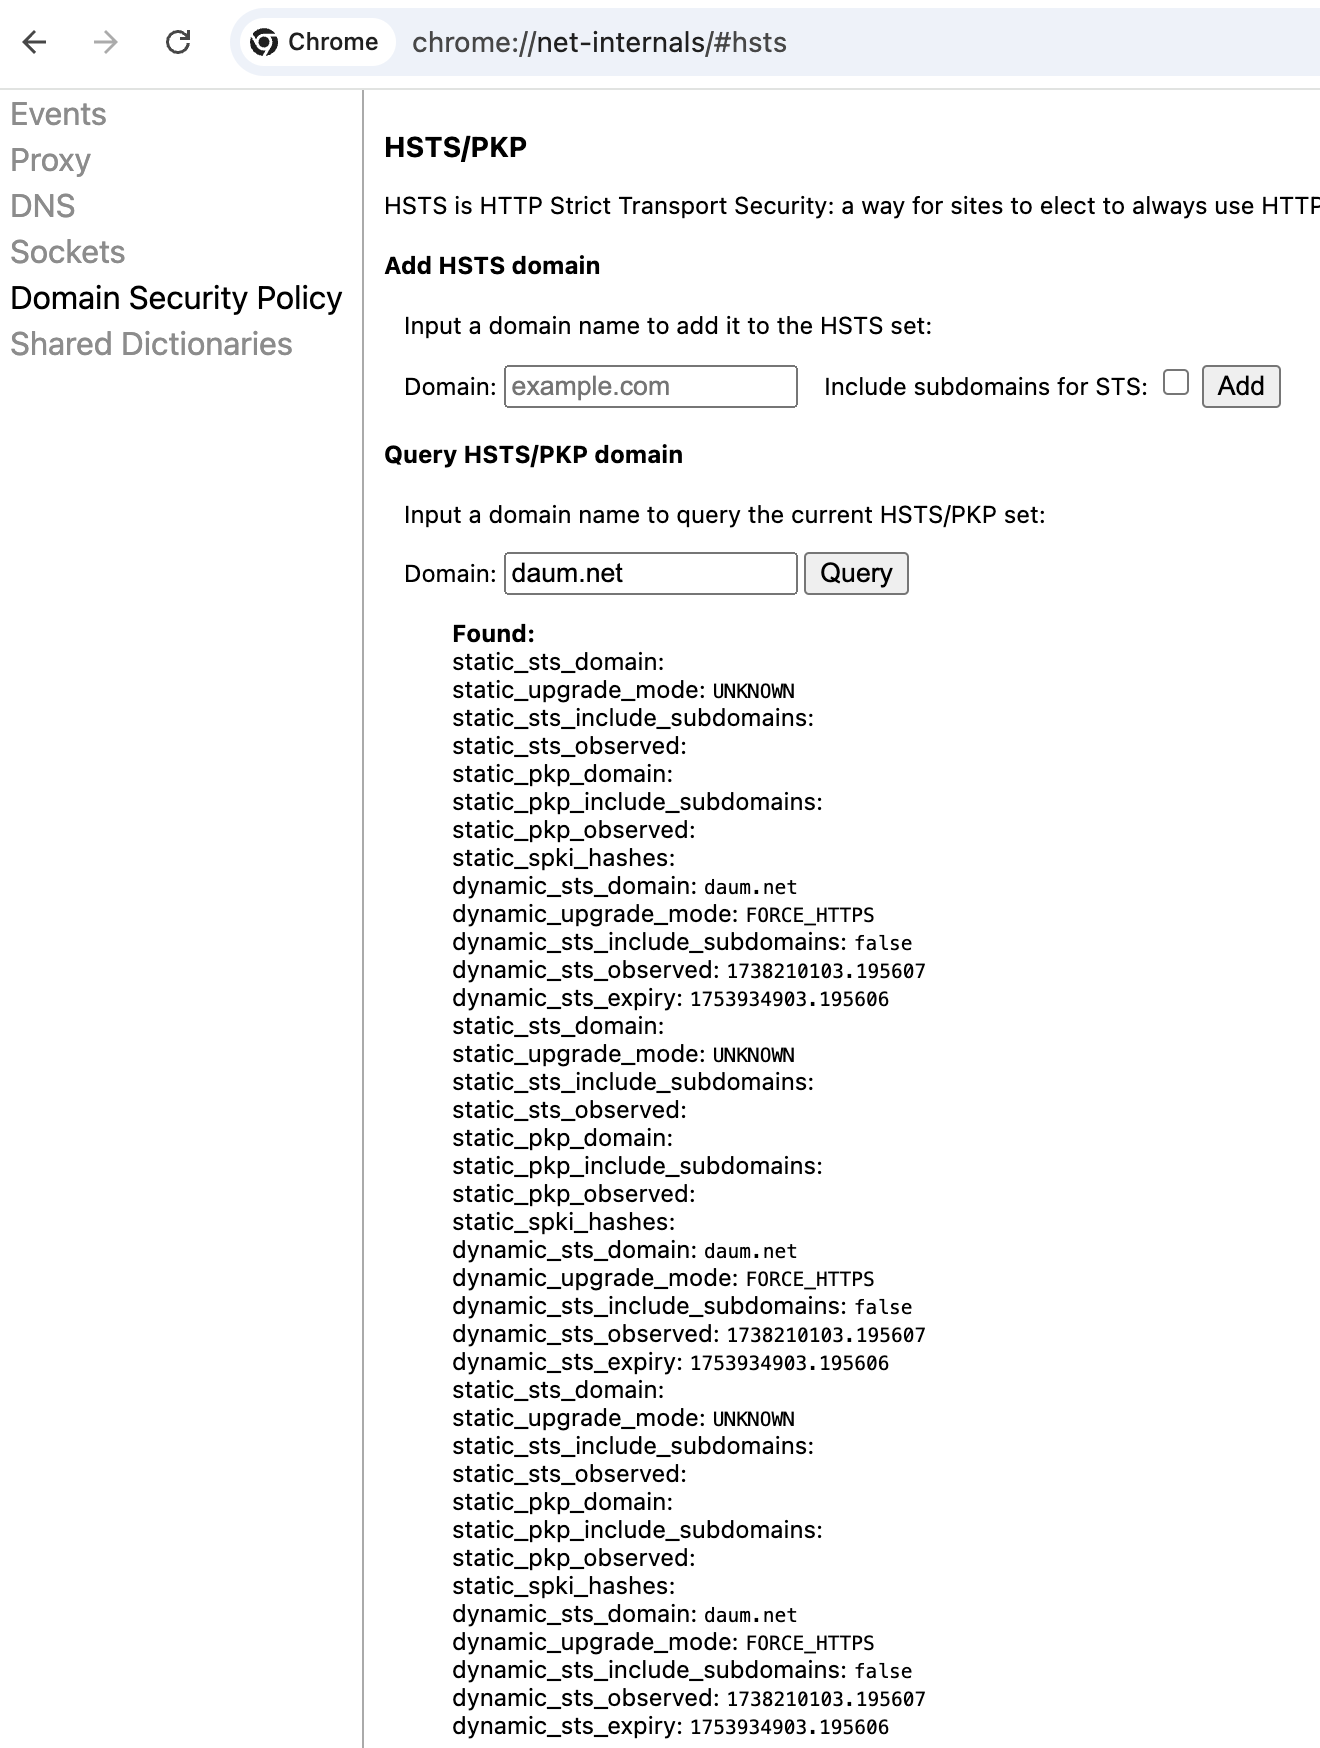 Chrome chrome://net-internals/#hsts
Events
Proxy
DNS
Sockets
Domain Security Policy
Shared Dictionaries
HSTS/PKP
HSTS is HTTP Strict Transport Security: a way for sites to elect to always use HTTP
Add HSTS domain
Input a domain name to add it to the HSTS set:
Domain: example.com Include subdomains for STS: Add
Query HSTS/PKP domain
Input a domain name to query the current HSTS/PKP set:
Domain: daum.net Query
Found:
static_sts_domain:
static_upgrade_mode: UNKNOWN
static_sts_include_subdomains:
static_sts_observed:
static_pkp_domain:
static_pkp_include_subdomains:
static_pkp_observed:
static_spki_hashes:
dynamic_sts_domain: daum.net
dynamic_upgrade_mode: FORCE_HTTPS
dynamic_sts_include_subdomains: false
dynamic_sts_observed: 1738210103.195607
dynamic_sts_expiry: 1753934903.195606
static_sts_domain:
static_upgrade_mode: UNKNOWN
static_sts_include_subdomains:
static_sts_observed:
static_pkp_domain:
static_pkp_include_subdomains:
static_pkp_observed:
static_spki_hashes:
dynamic_sts_domain: daum.net
dynamic_upgrade_mode: FORCE_HTTPS
dynamic_sts_include_subdomains: false
dynamic_sts_observed: 1738210103.195607
dynamic_sts_expiry: 1753934903.195606
static_sts_domain:
static_upgrade_mode: UNKNOWN
static_sts_include_subdomains:
static_sts_observed:
static_pkp_domain:
static_pkp_include_subdomains:
static_pkp_observed:
static_spki_hashes:
dynamic_sts_domain: daum.net
dynamic_upgrade_mode: FORCE_HTTPS
dynamic_sts_include_subdomains: false
dynamic_sts_observed: 1738210103.195607
dynamic_sts_expiry: 1753934903.195606